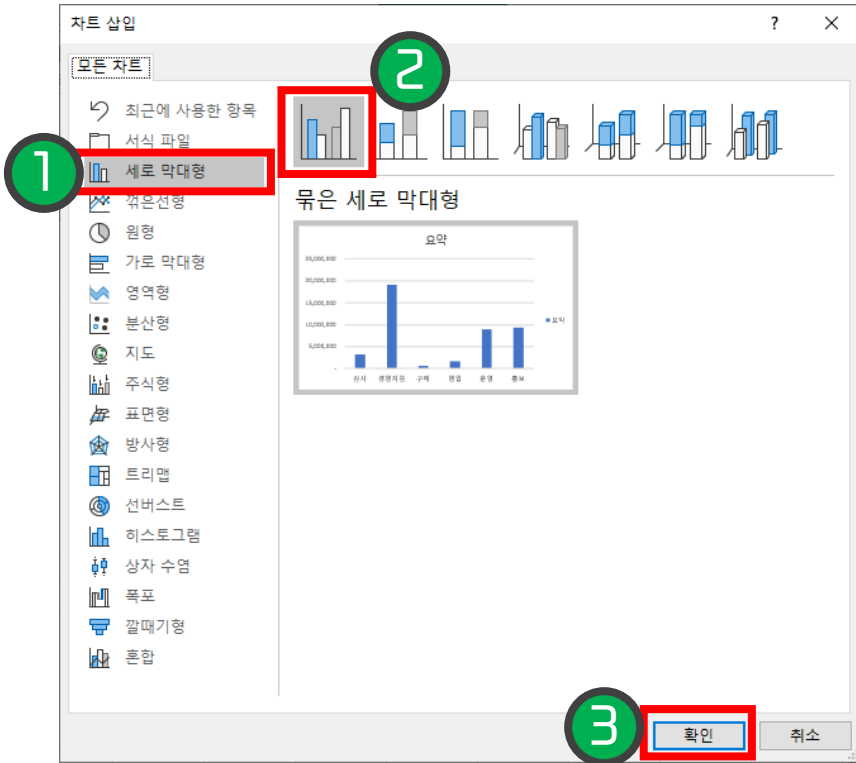 차트 삽입
?
모든 차트
2
최근에 사용한 항목
서식 파일
1
세로 막대형
꺾은선형
원형
가로 막대형
영역형
분산형
지도
주식형
표면형
방사형
트리맵
선버스트
히스토그램
상자 수염
폭포
깔때기형
혼합
묶은 세로 막대형
요약
25,000,000
20,000,000
15,000,000
10,000,000
5,000,000
-
요약
경영지원 구매 영업 운영 홍보
3
확인 취소